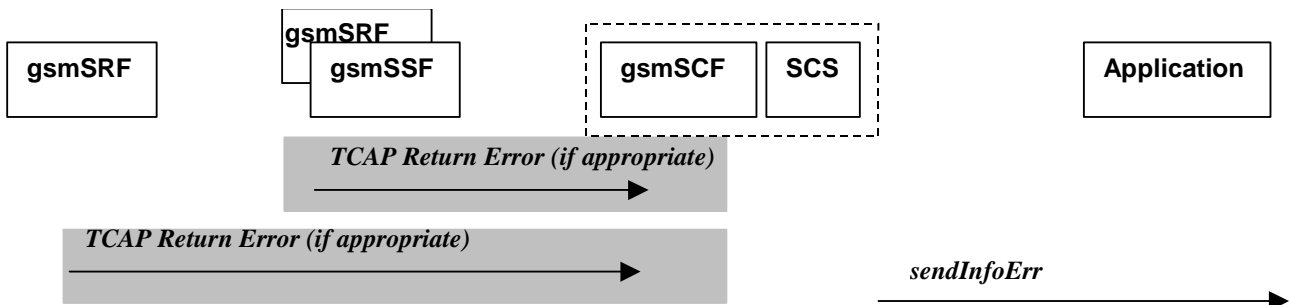 gsmSRF
gsmSRF
gsmSSF
gsmSCF
SCS
Application
TCAP Return Error (if appropriate)
TCAP Return Error (if appropriate)
sendInfoErr